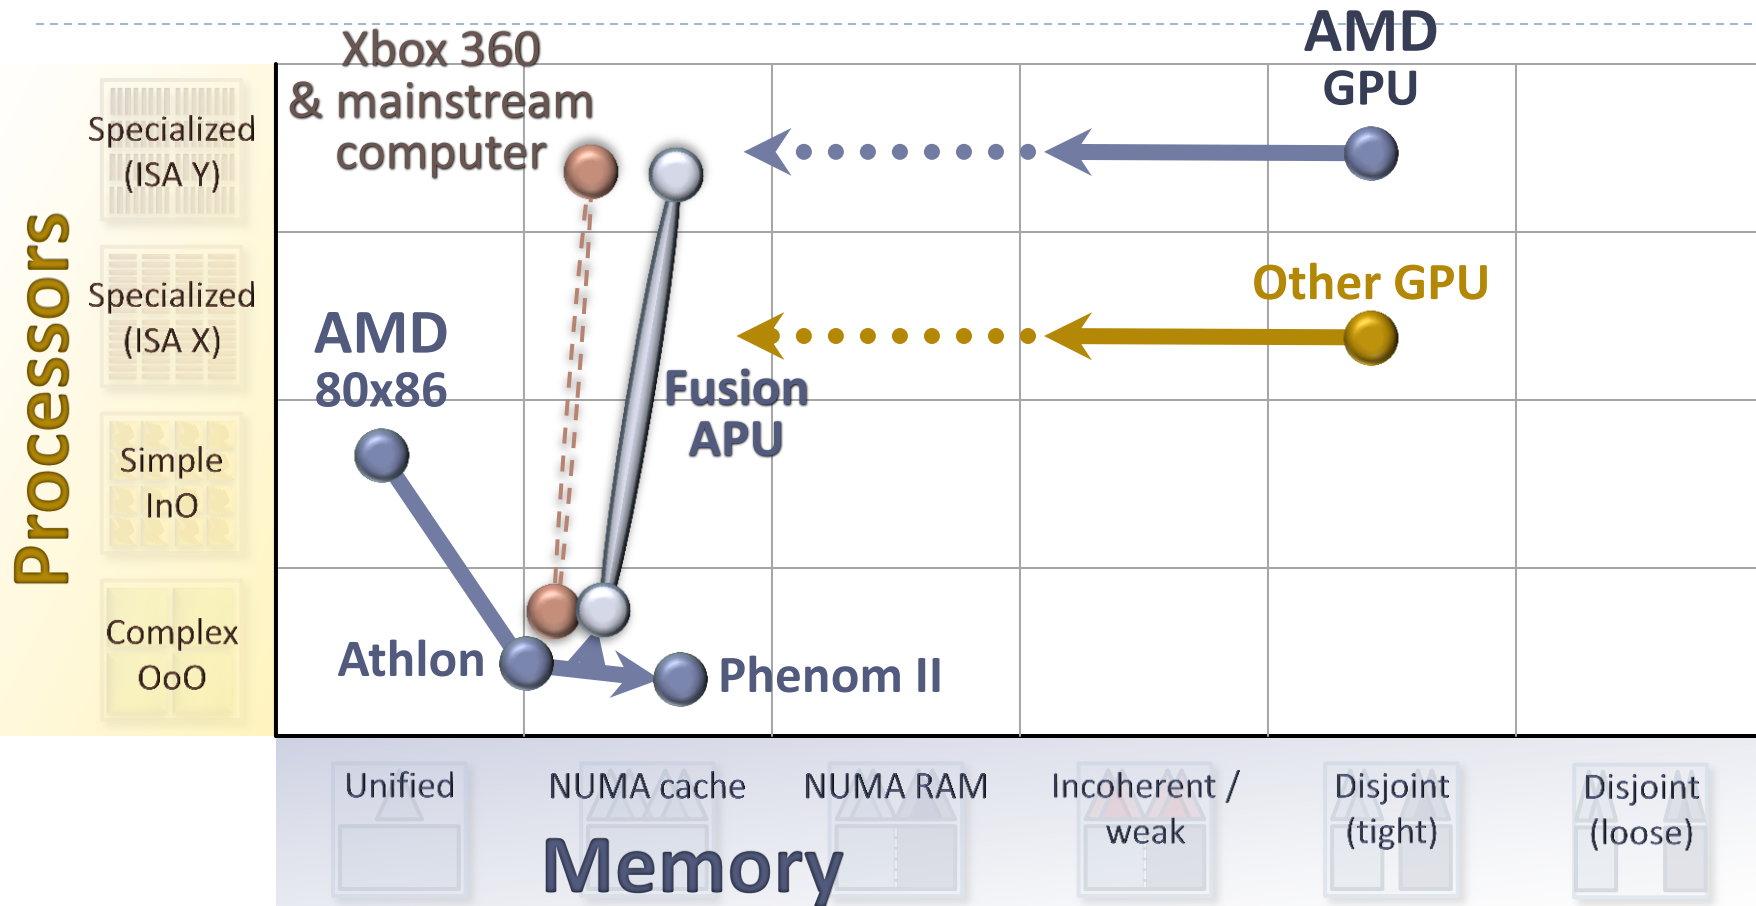 AMD
GPU
Xbox 360
& mainstream
computer
Specialized
(ISA Y)
Other GPU
Specialized
(ISA X)
AMD
80x86
Fusion
APU
Processors
Simple
InO
Complex
OoO
Athlon
Phenom II
Unified
NUMA cache
NUMA RAM
Incoherent /
weak
Disjoint
(tight)
Disjoint
(loose)
Memory